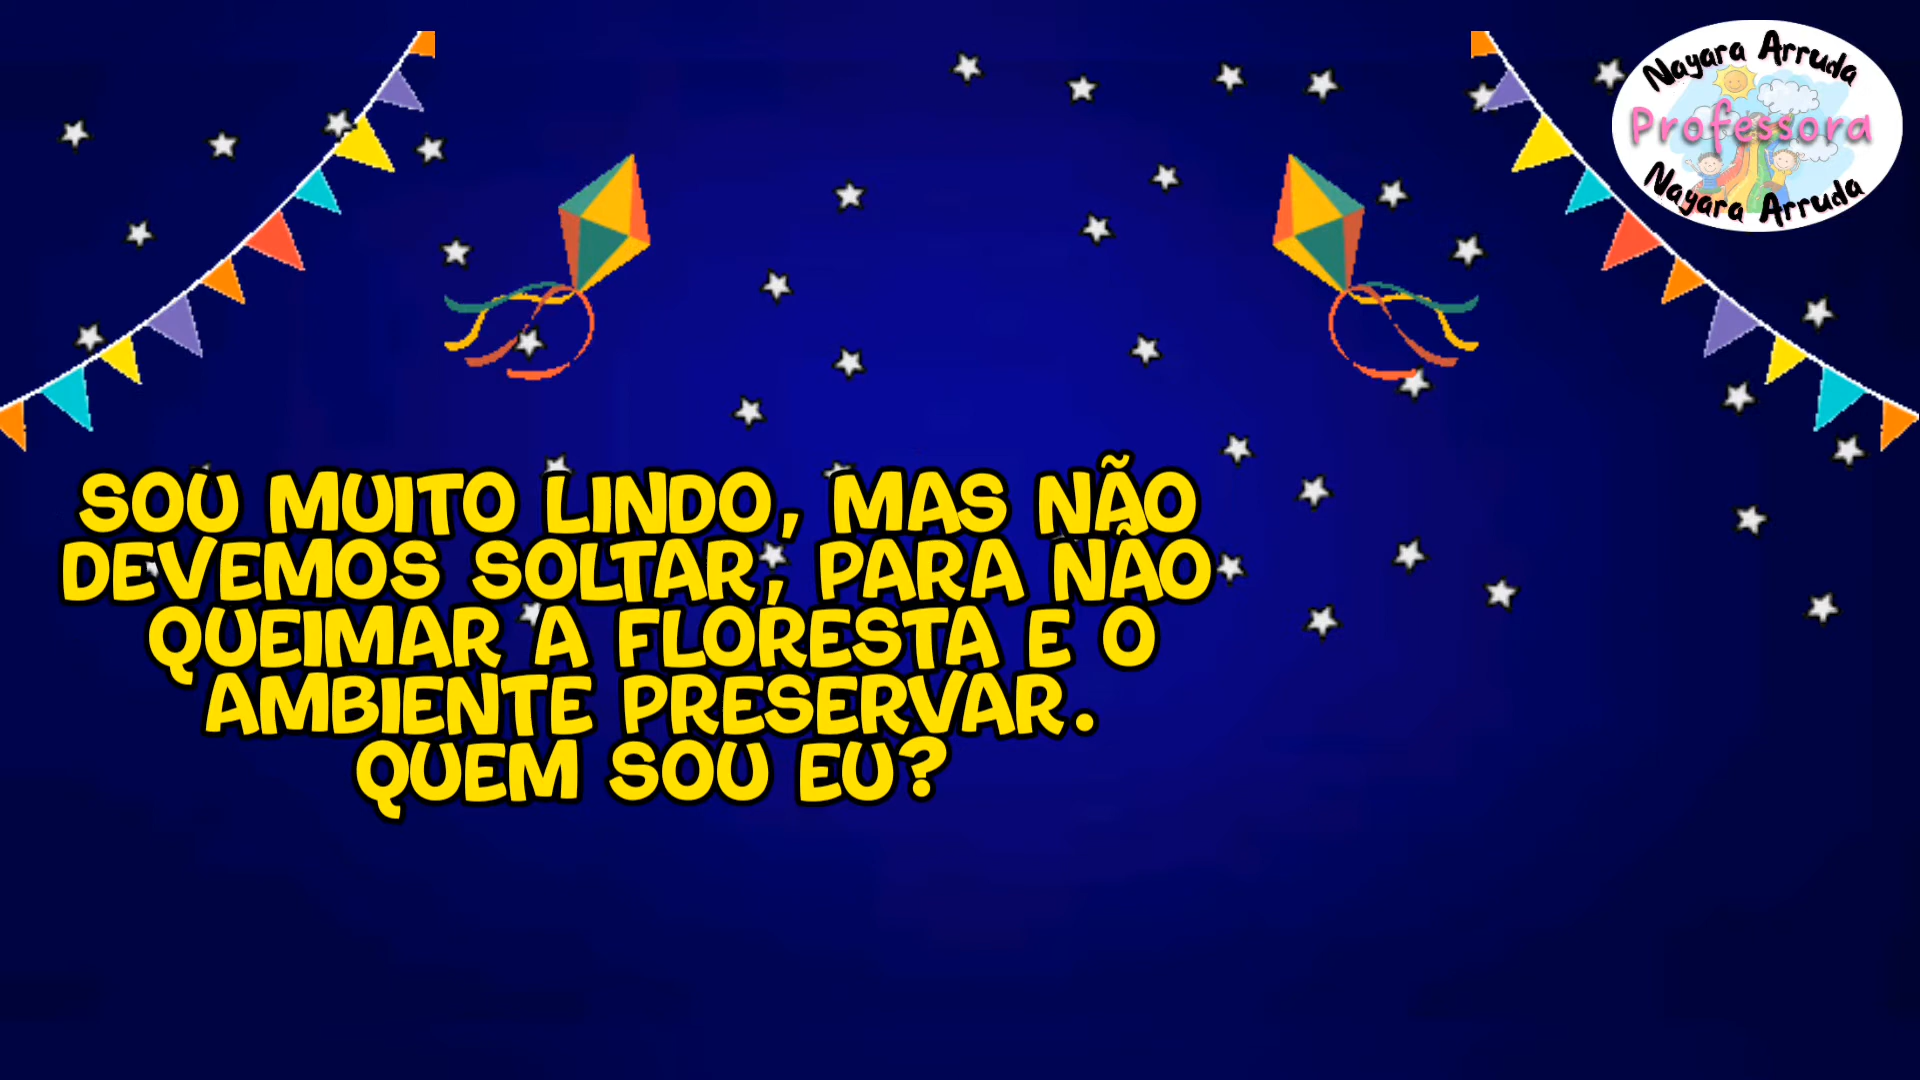 Nayara Arruda
Professora
Nayara Arruda
SOU MUITO LINDO, MAS NÃO
DEVEMOS SOLTAR, PARA NÃO
QUEIMAR A FLORESTA E O
AMBIENTE PRESERVAR.
QUEM SOU EU?